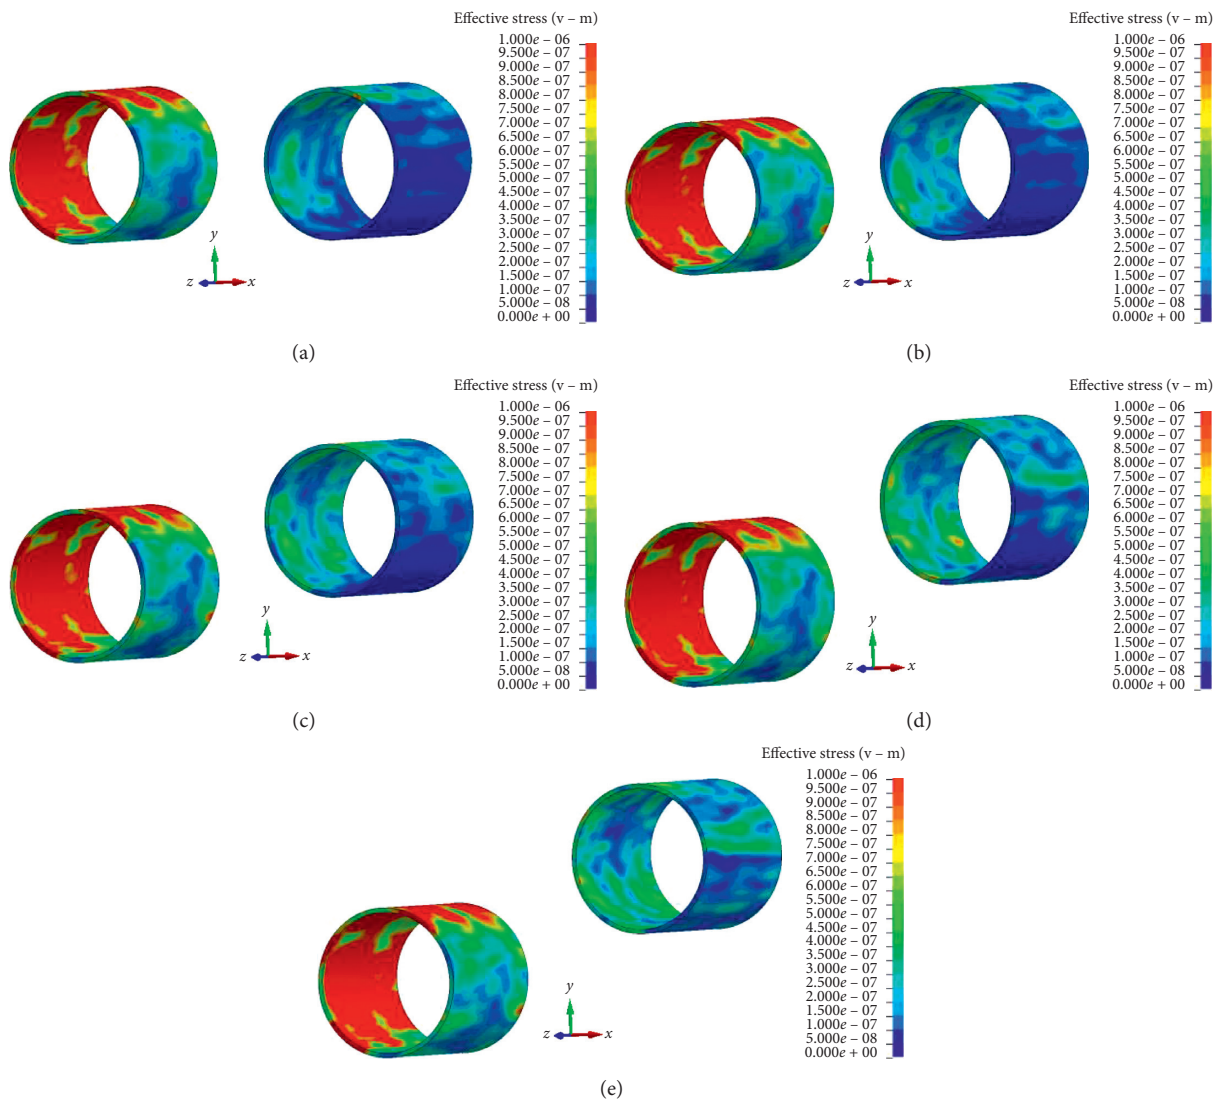 Effective stress (v – m)
1.000e – 06
9.500e – 07
9.000e – 07
8.500e – 07
8.000e – 07
7.500e – 07
7.000e – 07
6.500e – 07
6.000e – 07
5.500e – 07
5.000e – 07
4.500e – 07
4.000e – 07
3.500e – 07
3.000e – 07
2.500e – 07
2.000e – 07
1.500e – 07
1.000e – 07
5.000e – 08
0.000e + 00
y
z
x
(a)
Effective stress (v – m)
1.000e – 06
9.500e – 07
9.000e – 07
8.500e – 07
8.000e – 07
7.500e – 07
7.000e – 07
6.500e – 07
6.000e – 07
5.500e – 07
5.000e – 07
4.500e – 07
4.000e – 07
3.500e – 07
3.000e – 07
2.500e – 07
2.000e – 07
1.500e – 07
1.000e – 07
5.000e – 08
0.000e + 00
y
z
x
(b)
Effective stress (v – m)
1.000e – 06
9.500e – 07
9.000e – 07
8.500e – 07
8.000e – 07
7.500e – 07
7.000e – 07
6.500e – 07
6.000e – 07
5.500e – 07
5.000e – 07
4.500e – 07
4.000e – 07
3.500e – 07
3.000e – 07
2.500e – 07
2.000e – 07
1.500e – 07
1.000e – 07
5.000e – 08
0.000e + 00
y
z
x
(c)
Effective stress (v – m)
1.000e – 06
9.500e – 07
9.000e – 07
8.500e – 07
8.000e – 07
7.500e – 07
7.000e – 07
6.500e – 07
6.000e – 07
5.500e – 07
5.000e – 07
4.500e – 07
4.000e – 07
3.500e – 07
3.000e – 07
2.500e – 07
2.000e – 07
1.500e – 07
1.000e – 07
5.000e – 08
0.000e + 00
y
z
x
(d)
Effective stress (v – m)
1.000e – 06
9.500e – 07
9.000e – 07
8.500e – 07
8.000e – 07
7.500e – 07
7.000e – 07
6.500e – 07
6.000e – 07
5.500e – 07
5.000e – 07
4.500e – 07
4.000e – 07
3.500e – 07
3.000e – 07
2.500e – 07
2.000e – 07
1.500e – 07
1.000e – 07
5.000e – 08
0.000e + 00
y
z
x
(e)